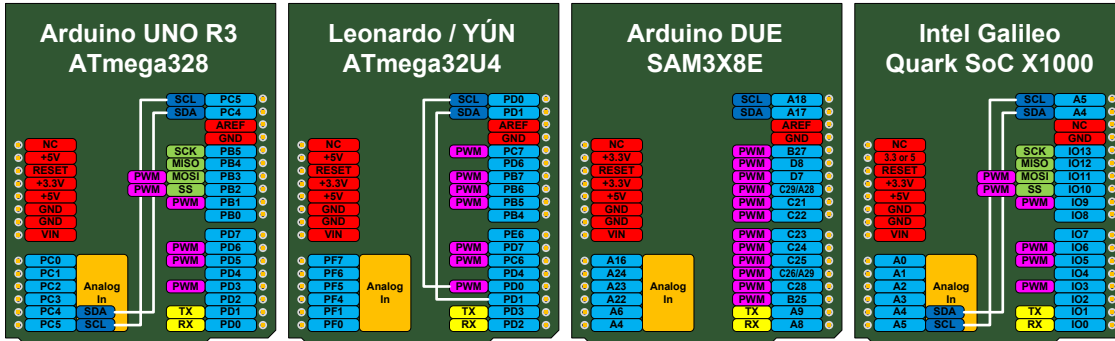 Arduino UNO R3
ATmega328
SCL PC5
SDA PC4
AREF
GND
NC
SCK PB5
+5V
MISO PB4
RESET
PWM MOSI PB3
+3.3V
PWM SS PB2
+5V
PWM PB1
GND
PB0
GND
VIN
PD7
PWM PD6
PC0
PWM PD5
PC1
PD4
PC2
Analog
In
PWM PD3
PC3
PD2
PC4 SDA
TX PD1
PC5 SCL
RX PD0
Leonardo / YÚN
ATmega32U4
SCL PD0
SDA PD1
AREF
GND
NC
PWM PC7
+5V
PD6
RESET
PWM PB7
+3.3V
PWM PB6
+5V
PWM PB5
GND
PB4
GND
VIN
PE6
PWM PD7
PF7
PWM PC6
PF6
PD4
PF5
Analog
In
PWM PD0
PF4
PD1
PF1
TX PD3
PF0
RX PD2
Arduino DUE
SAM3X8E
SCL A18
SDA A17
AREF
GND
NC
PWM B27
+3.3V
PWM D8
RESET
PWM D7
+3.3V
PWM C29/A28
+5V
PWM C21
GND
PWM C22
GND
VIN
PWM C23
PWM C24
A16
PWM C25
A24
PWM C26/A29
A23
Analog
In
PWM C28
A22
PWM B25
A6
TX A9
A4
RX A8
Intel Galileo
Quark SoC X1000
SCL A5
SDA A4
NC
GND
NC
SCK IO13
3.3 or 5
MISO IO12
RESET
PWM MOSI IO11
+3.3V
PWM SS IO10
+5V
PWM IO9
GND
IO8
GND
VIN
IO7
PWM IO6
A0
PWM IO5
A1
IO4
A2
Analog
In
PWM IO3
A3
IO2
A4 SDA
TX IO1
A5 SCL
RX IO0